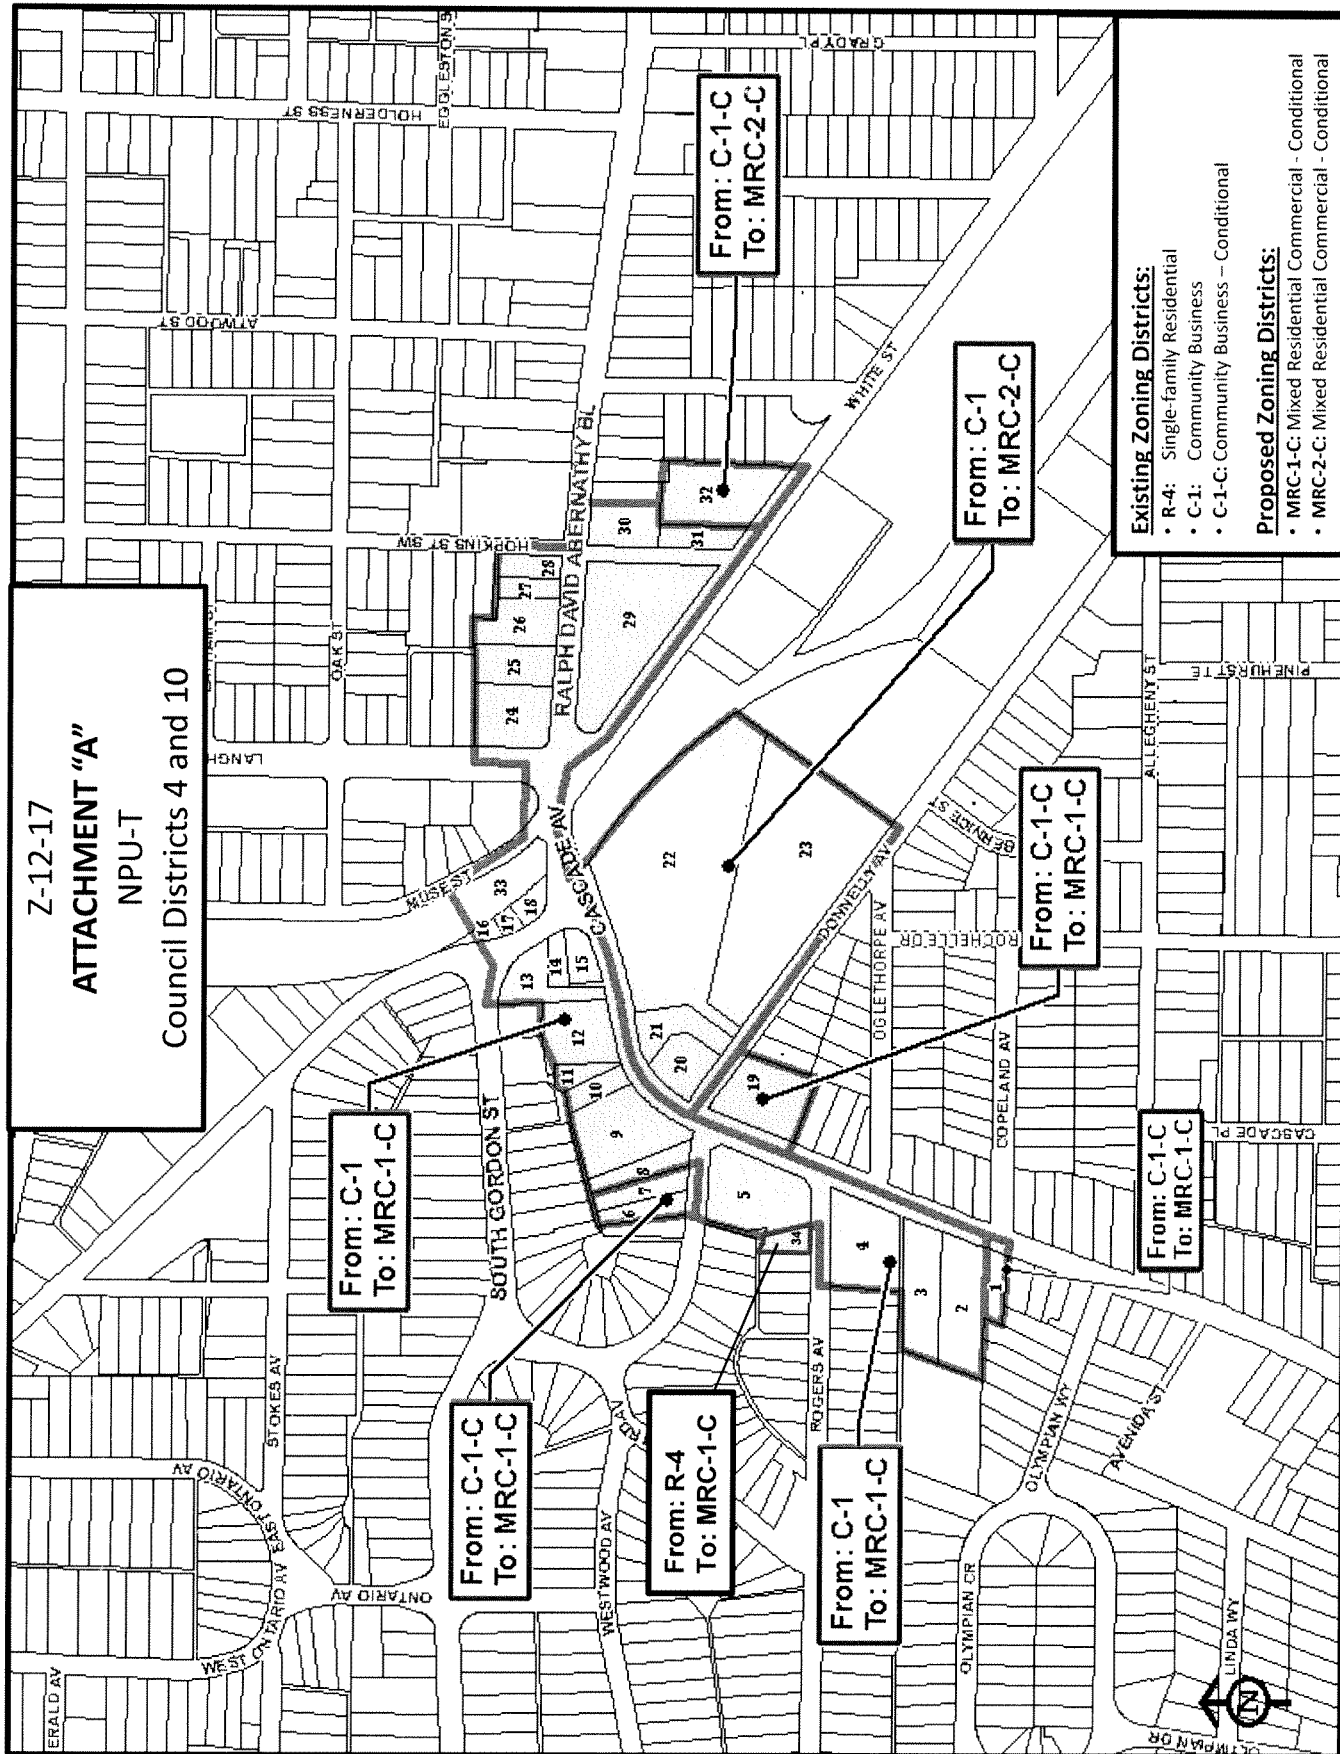 Z-12-17
ATTACHMENT “A”
NPU-T
Council Districts 4 and 10
HOLDERNESS ST
GRADY PL
ATWOOD ST
OAK ST
HOPKINS ST SW
RALPH DAVID ABERNATHY BL
WHITE ST
MUSE ST
CASCADE AV
DONNELLY AV
BERNICE ST
OGLETHORPE AV
ROCHELLE DR
COPELAND AV
ALLEGHENY ST
CASCADE PL
SOUTH GORDON ST
STOKES AV
EAST ONTARIO AV
WEST ONTARIO AV
ONTARIO AV
ERALD AV
WESTWOOD AV
ROGERS AV
OLYMPIAN WY
OLYMPIAN CR
AVENIDA ST
LINDA WY
From: C-1-C
To: MRC-2-C
From: C-1
To: MRC-2-C
From: C-1-C
To: MRC-1-C
From: C-1
To: MRC-1-C
From: C-1-C
To: MRC-1-C
From: R-4
To: MRC-1-C
From: C-1
To: MRC-1-C
From: C-1-C
To: MRC-1-C
1
2
3
4
5
6
7
8
9
10
11
12
13
14
15
16
17
18
19
20
21
22
23
24
25
26
27
28
29
30
31
32
33
34
Existing Zoning Districts:
• R-4: Single-family Residential
• C-1: Community Business
• C-1-C: Community Business – Conditional
Proposed Zoning Districts:
• MRC-1-C: Mixed Residential Commercial - Conditional
• MRC-2-C: Mixed Residential Commercial - Conditional
N